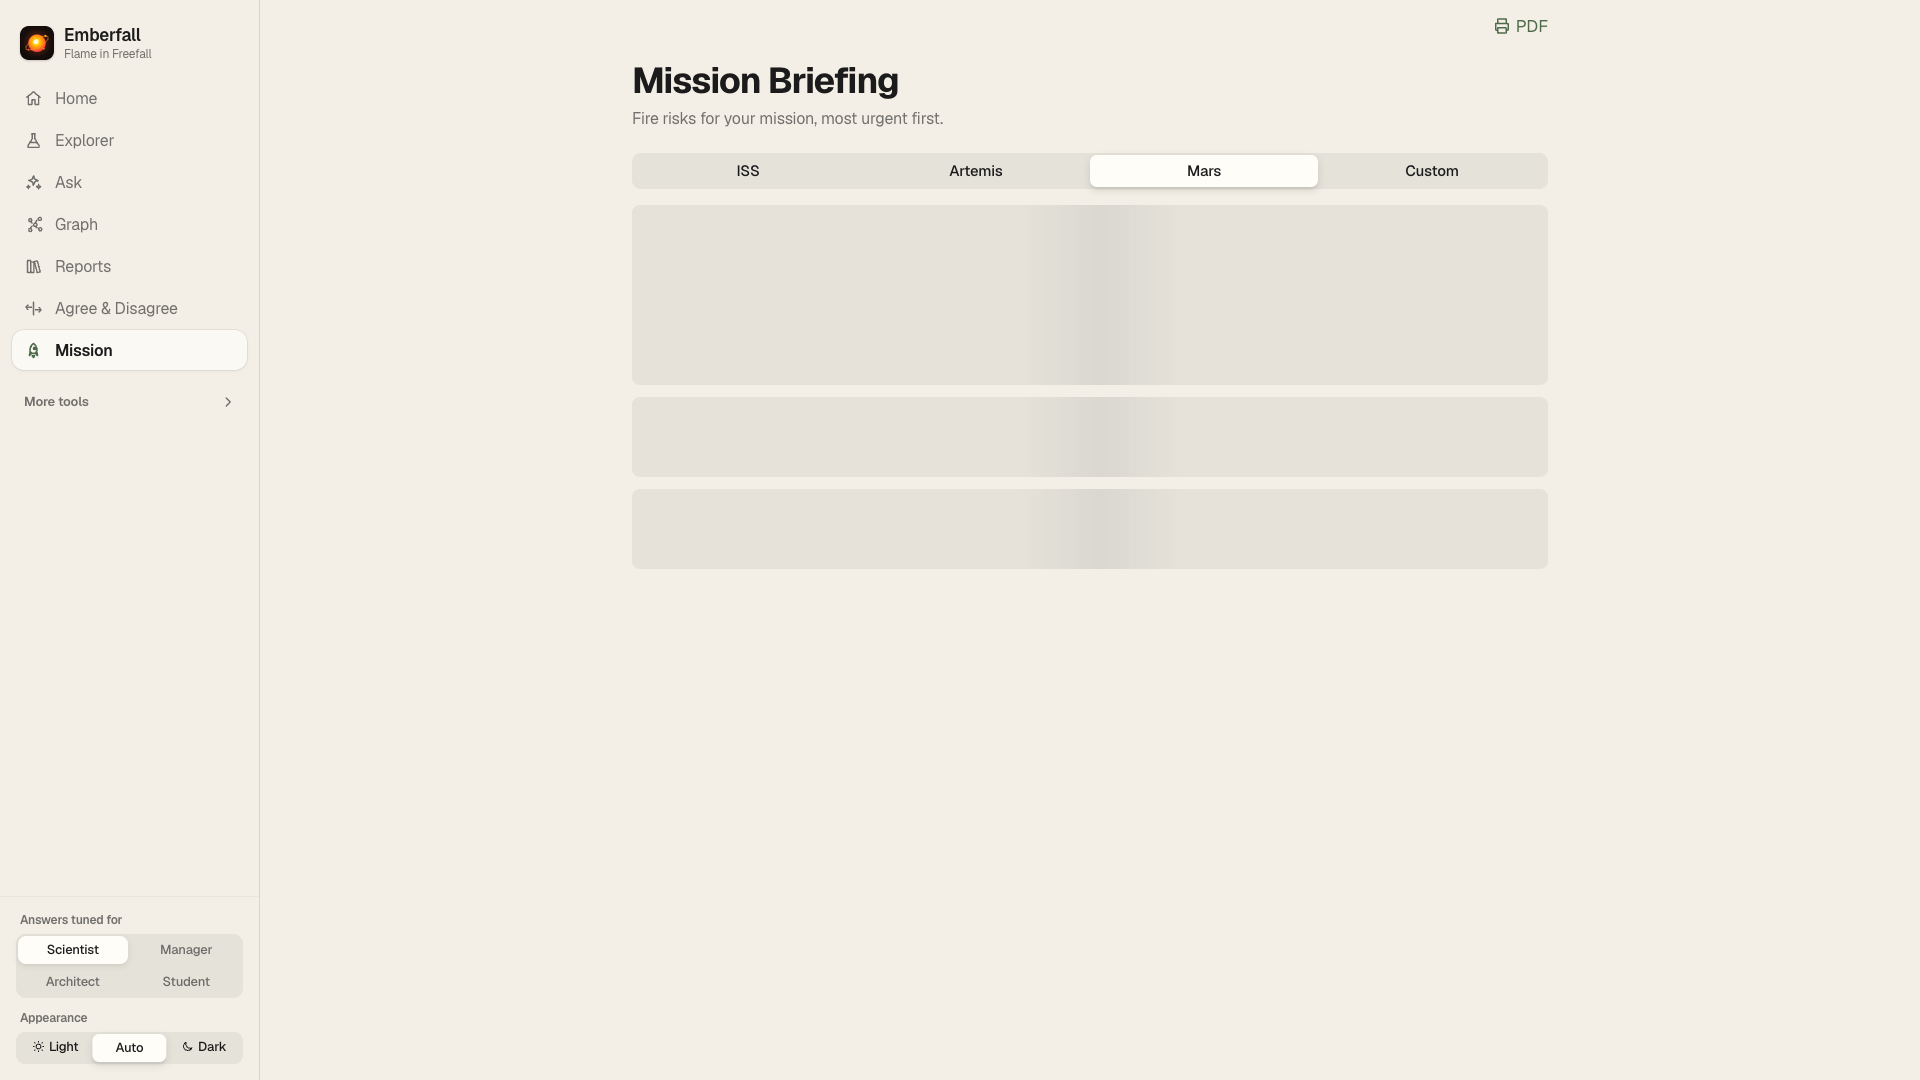 Emberfall
Flame in Freefall
Home
Explorer
Ask
Graph
Reports
Agree & Disagree
Mission
More tools
Answers tuned for
Scientist Manager
Architect Student
Appearance
Light Auto Dark
PDF
Mission Briefing
Fire risks for your mission, most urgent first.
ISS Artemis Mars Custom